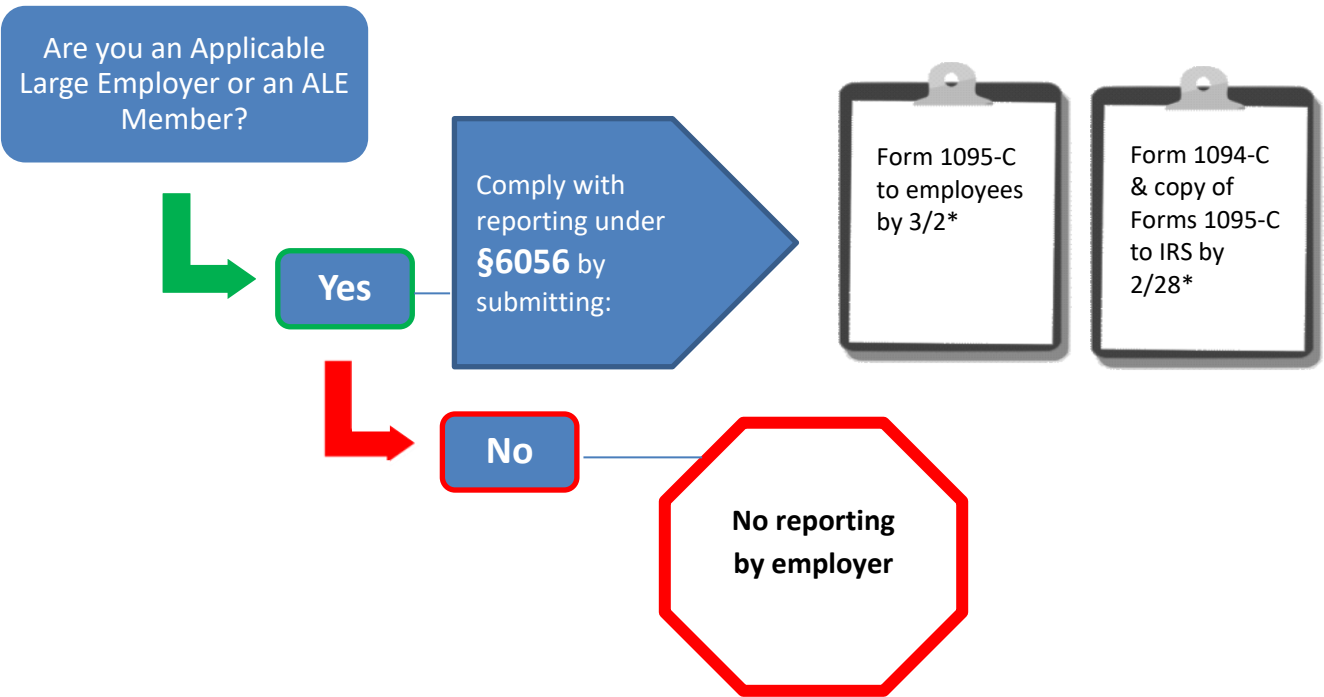 Are you an Applicable
Large Employer or an ALE
Member?
Yes
Comply with
reporting under
§6056 by
submitting:
Form 1095-C
to employees
by 3/2*
Form 1094-C
& copy of
Forms 1095-C
to IRS by
2/28*
No
No reporting
by employer